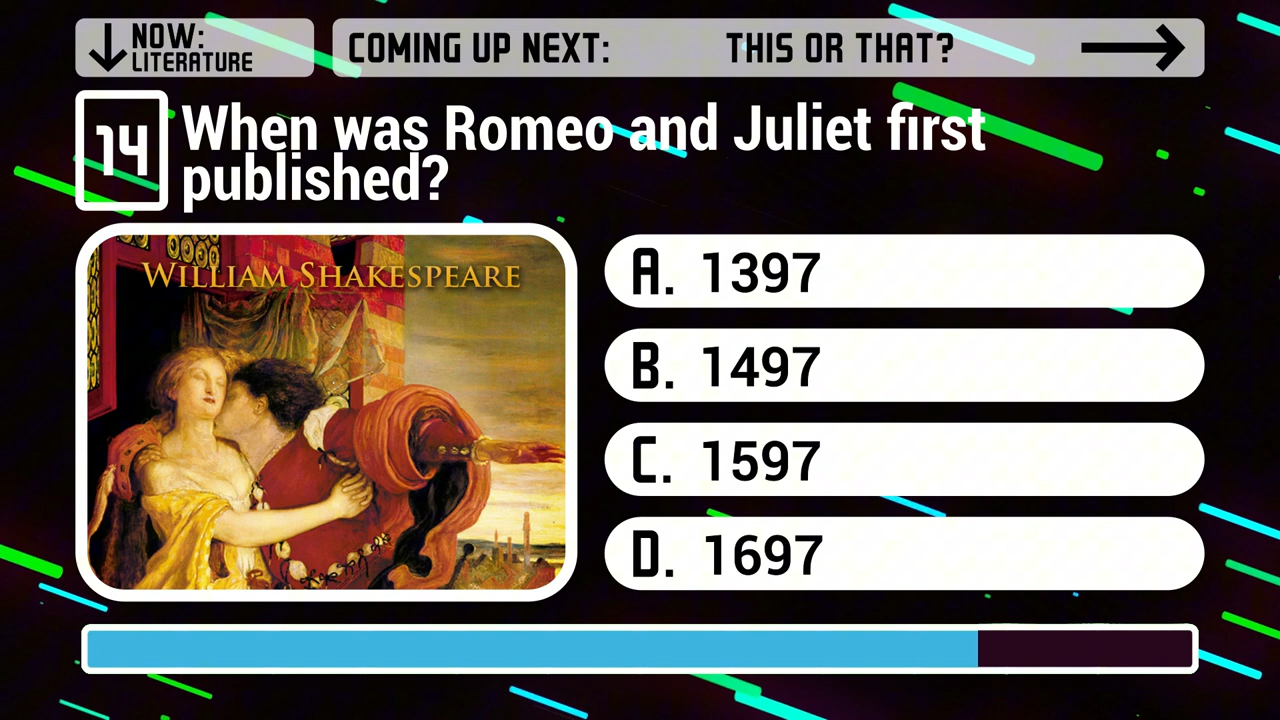 NOW:
LITERATURE
COMING UP NEXT: THIS OR THAT?
14
When was Romeo and Juliet first
published?
WILLIAM SHAKESPEARE
A. 1397
B. 1497
C. 1597
D. 1697